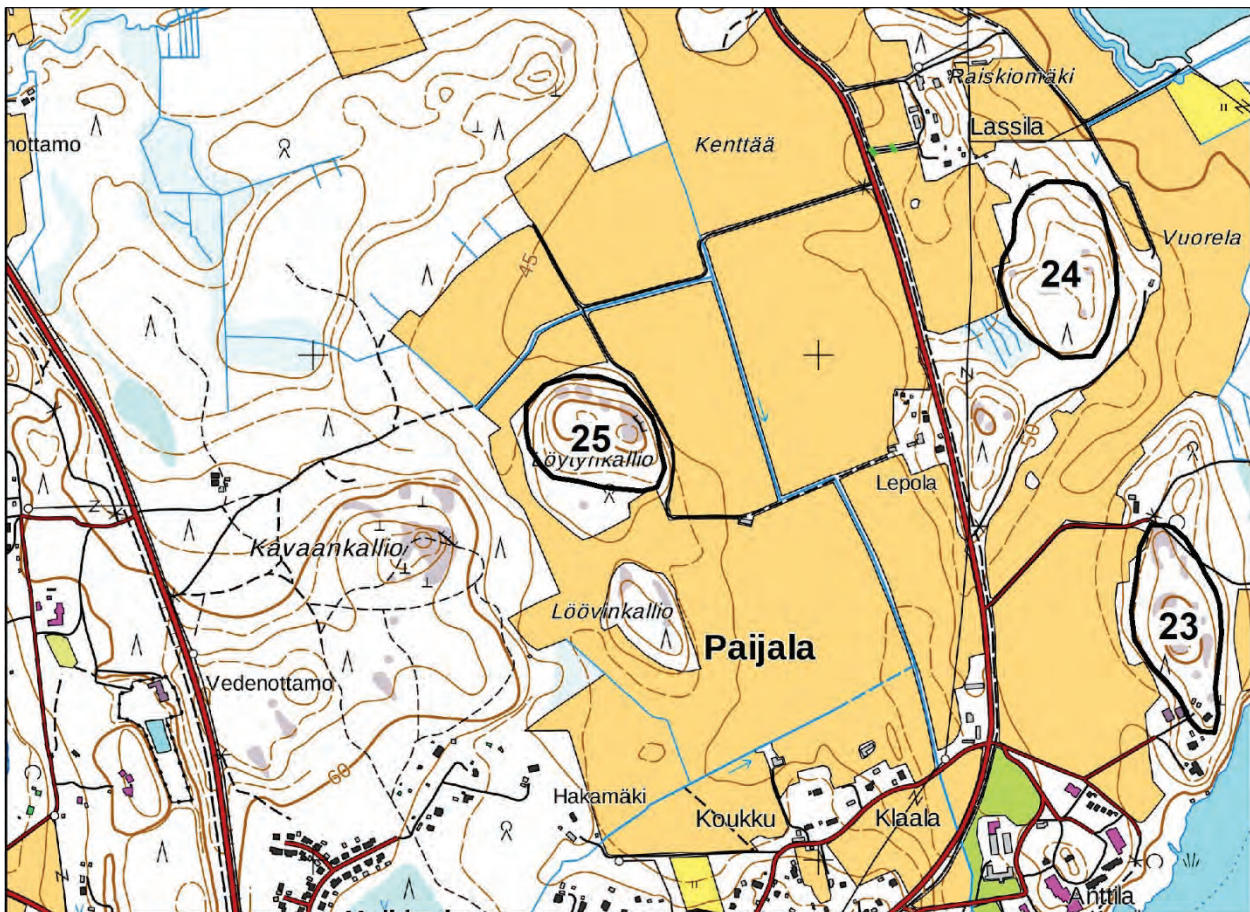 Raiskiomäki
Lassila
nottamo
Kenttää
Vuorela
24
45
25
Löytynkallio
50
Lepola
Kavaankallio
Löövinkallio
23
Paijala
Vedenottamo
60
Hakamäki
Koukku
Klaala
Anttila